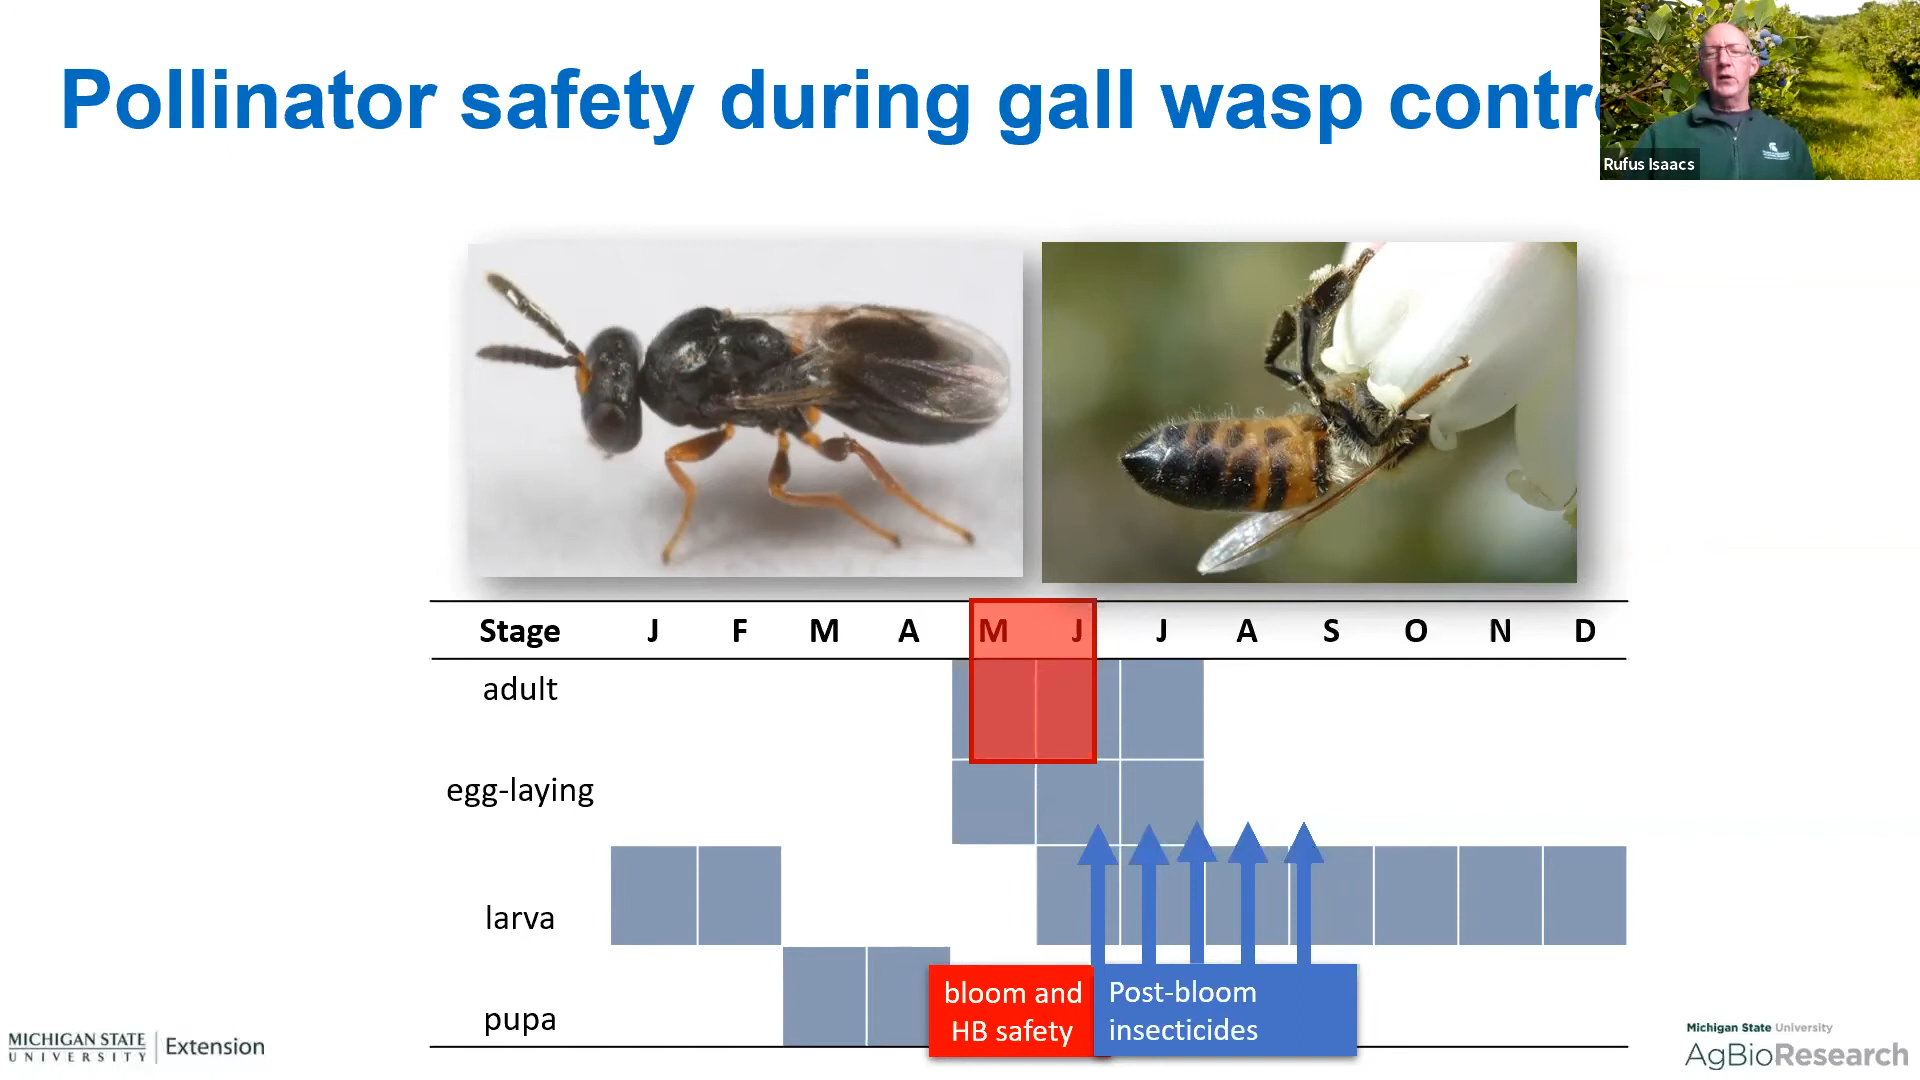 Pollinator safety during gall wasp contr
Rufus Isaacs
Stage J F M A M J J A S O N D
adult
egg-laying
larva
pupa
bloom and
HB safety
Post-bloom
insecticides
MICHIGAN STATE
UNIVERSITY
Extension
Michigan State University
AgBioResearch